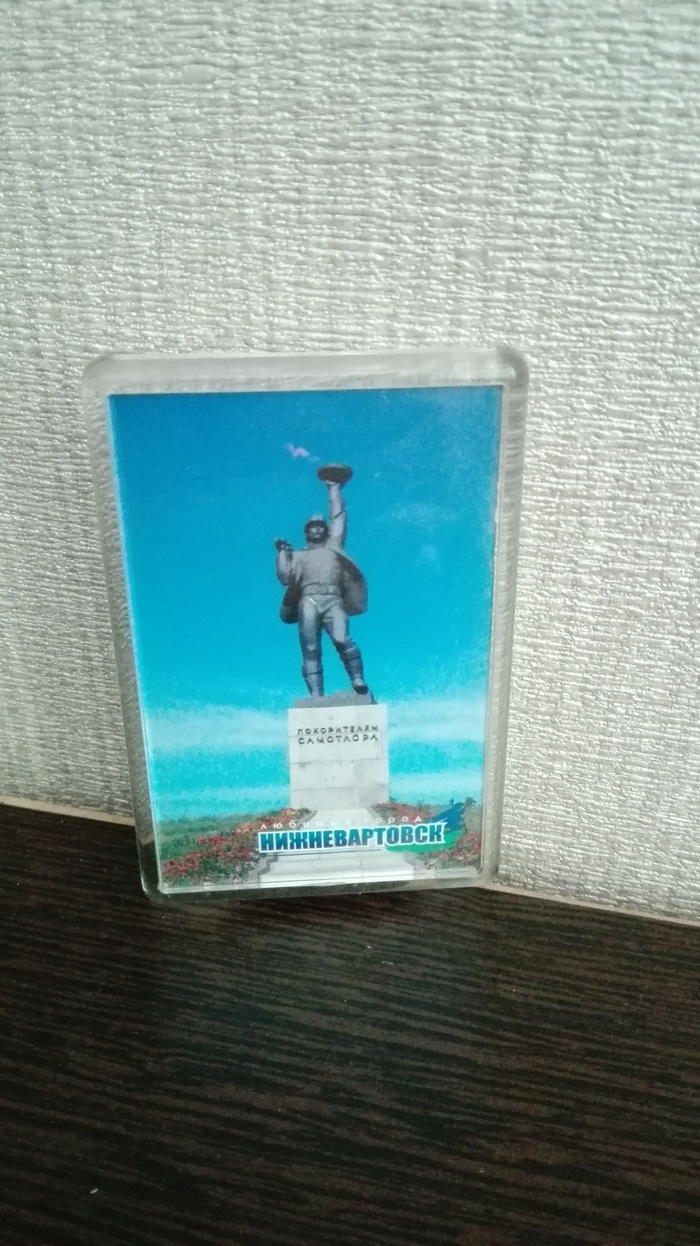 ПОКОРИТЕЛЯМ
САМОТЛОРА
любимый город
НИЖНЕВАРТОВСК